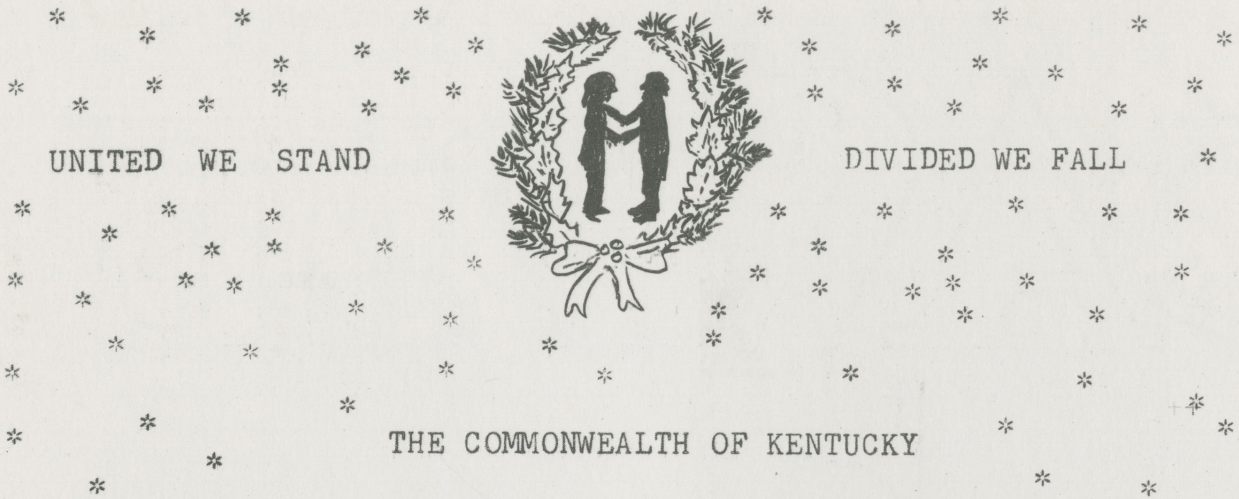 UNITED WE STAND
DIVIDED WE FALL
THE COMMONWEALTH OF KENTUCKY